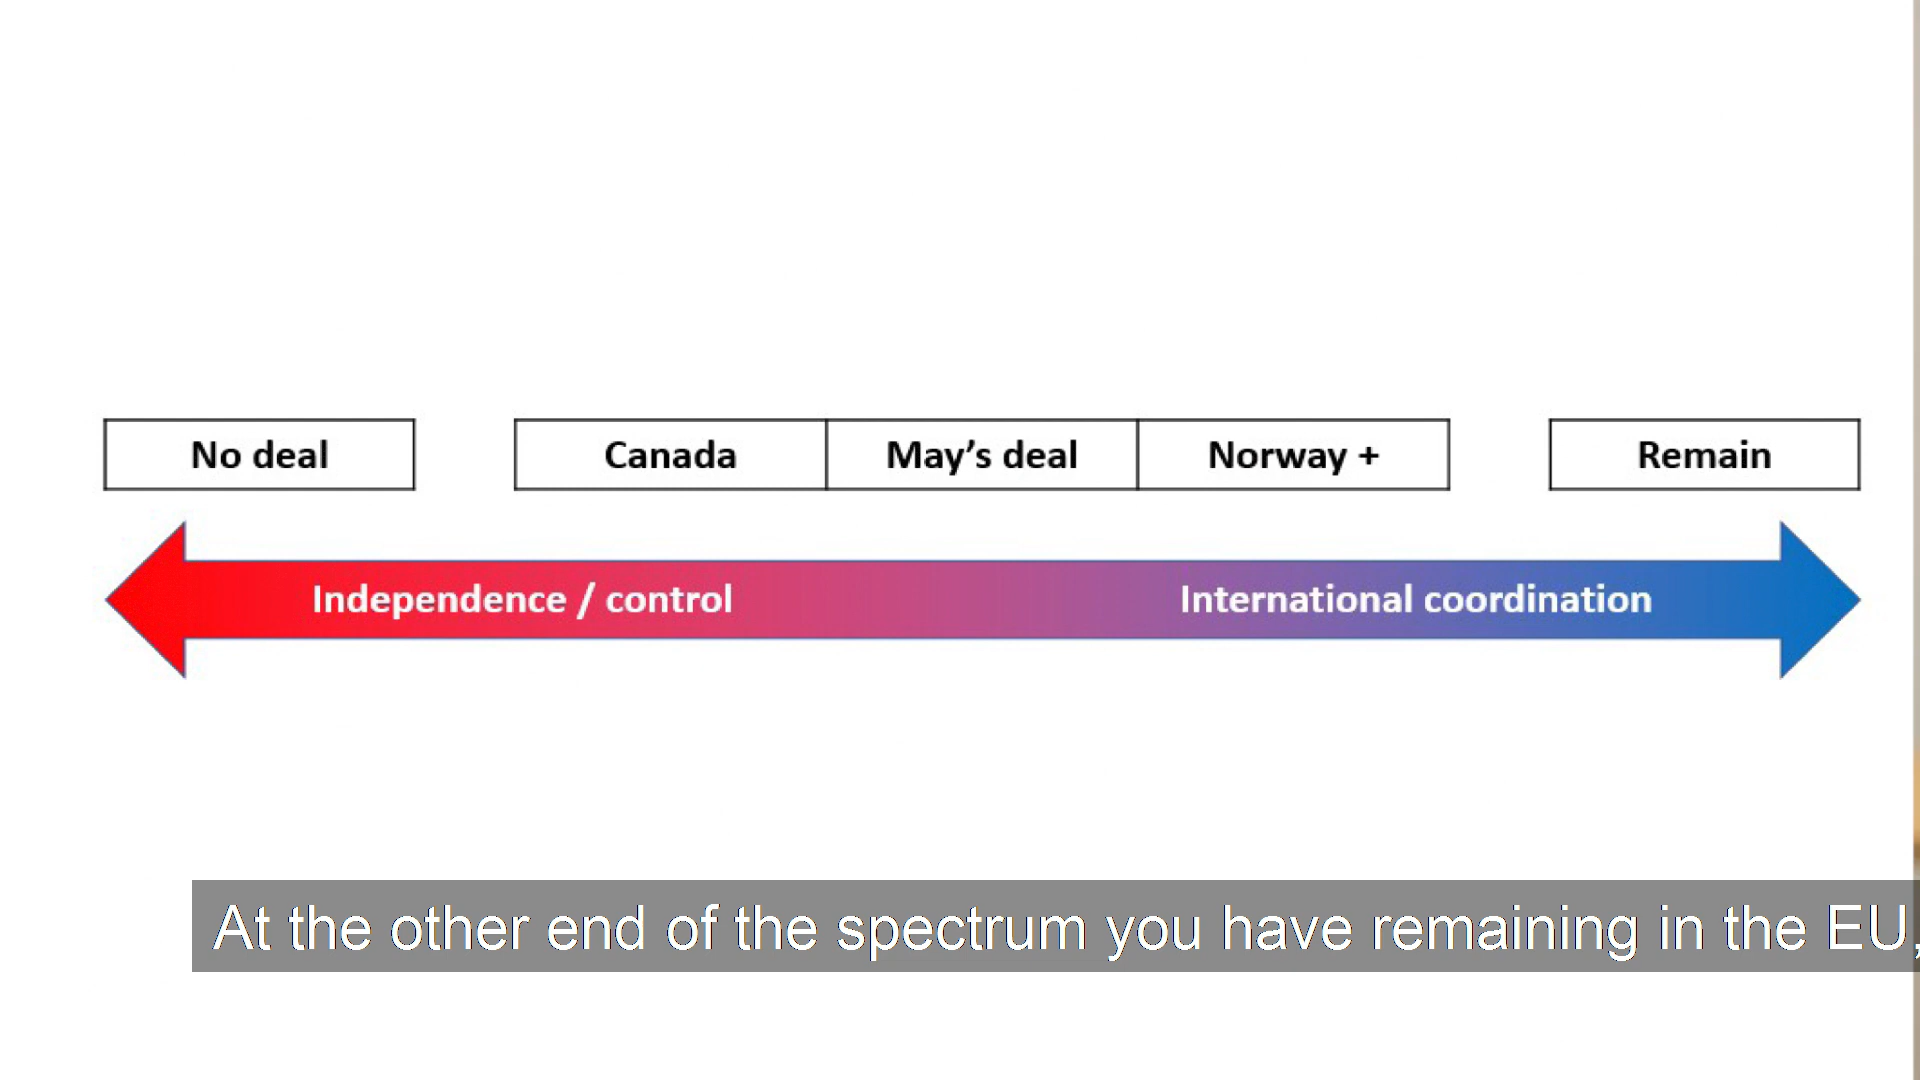 No deal
Canada
May’s deal
Norway +
Remain
Independence / control
International coordination
At the other end of the spectrum you have remaining in the EU,